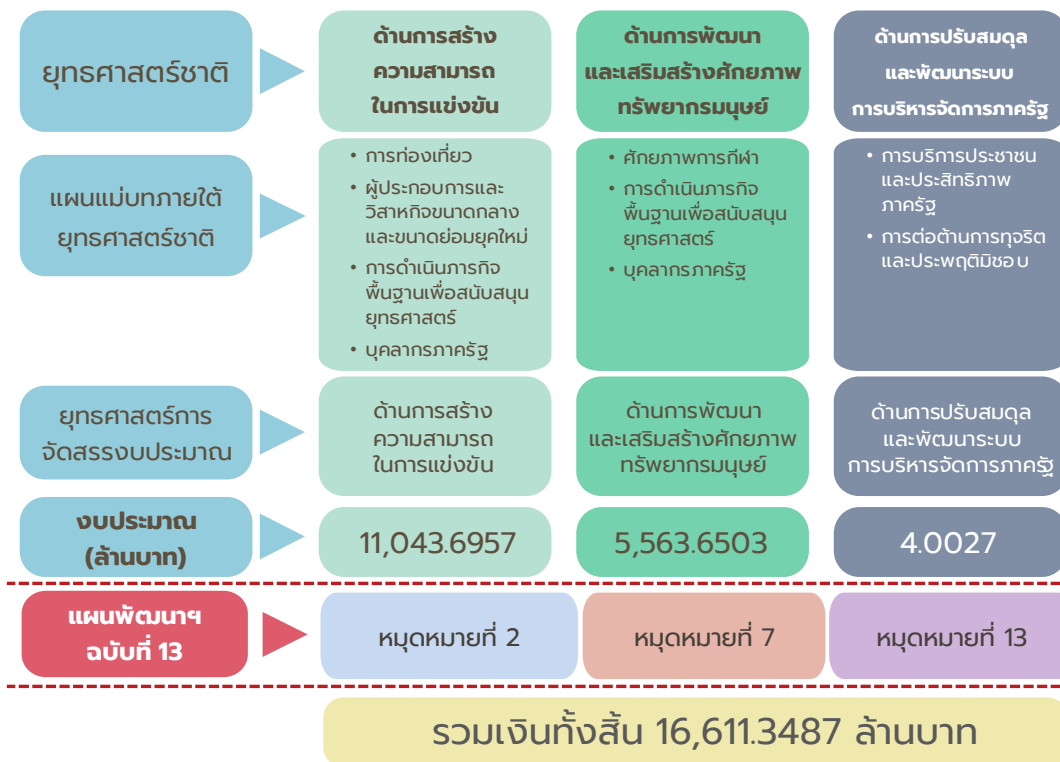 ยุทธศาสตร์ชาติ
ด้านการสร้าง
ความสามารถ
ในการแข่งขัน
ด้านการพัฒนา
และเสริมสร้างศักยภาพ
ทรัพยากรมนุษย์
ด้านการปรับสมดุล
และพัฒนาระบบ
การบริหารจัดการภาครัฐ
แผนแม่บทภายใต้
ยุทธศาสตร์ชาติ
• การท่องเที่ยว
• ผู้ประกอบการและ
วิสาหกิจขนาดกลาง
และขนาดย่อมยุคใหม่
• การดำเนินภารกิจ
พื้นฐานเพื่อสนับสนุน
ยุทธศาสตร์
• บุคลากรภาครัฐ
• ศักยภาพการกีฬา
• การดำเนินภารกิจ
พื้นฐานเพื่อสนับสนุน
ยุทธศาสตร์
• บุคลากรภาครัฐ
• การบริการประชาชน
และประสิทธิภาพ
ภาครัฐ
• การต่อต้านการทุจริต
และประพฤติมิชอบ
ยุทธศาสตร์การ
จัดสรรงบประมาณ
ด้านการสร้าง
ความสามารถ
ในการแข่งขัน
ด้านการพัฒนา
และเสริมสร้างศักยภาพ
ทรัพยากรมนุษย์
ด้านการปรับสมดุล
และพัฒนาระบบ
การบริหารจัดการภาครัฐ
งบประมาณ
(ล้านบาท)
11,043.6957
5,563.6503
4.0027
แผนพัฒนาฯ
ฉบับที่ 13
หมุดหมายที่ 2
หมุดหมายที่ 7
หมุดหมายที่ 13
รวมเงินทั้งสิ้น 16,611.3487 ล้านบาท